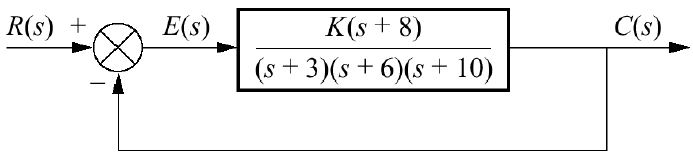 R(s) + E(s) K(s + 8) C(s)
− (s + 3)(s + 6)(s + 10)